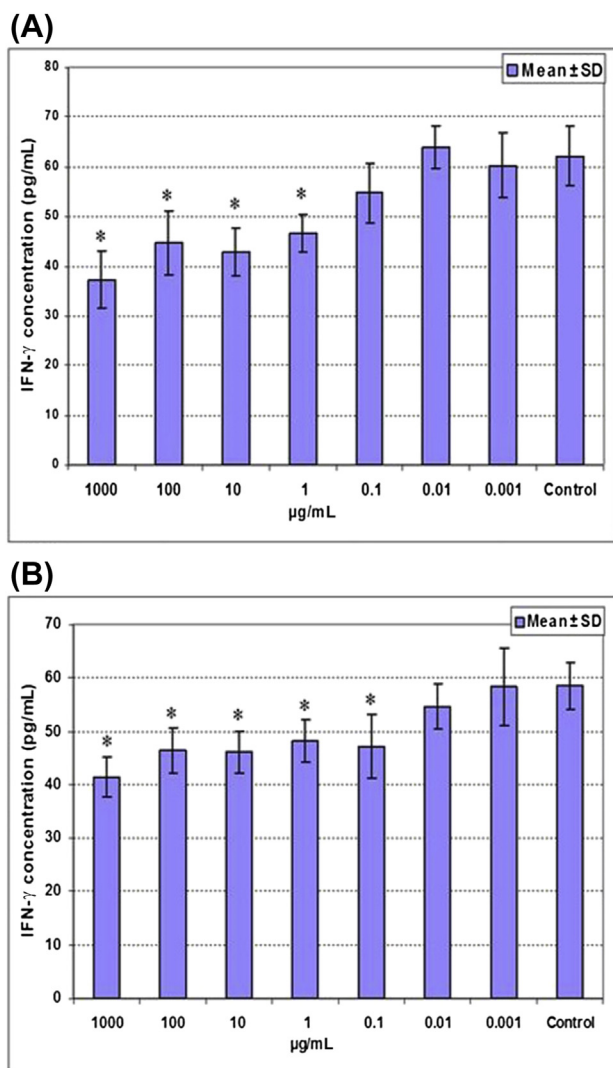 (A)
80
Mean±SD
70
60
50
40
30
20
10
0
IFN-γ concentration (pg/mL)
* * * *
1000 100 10 1 0.1 0.01 0.001 Control
µg/mL
(B)
70
Mean±SD
60
50
40
30
20
10
0
IFN-γ concentration (pg/mL)
* * * * *
1000 100 10 1 0.1 0.01 0.001 Control
µg/mL